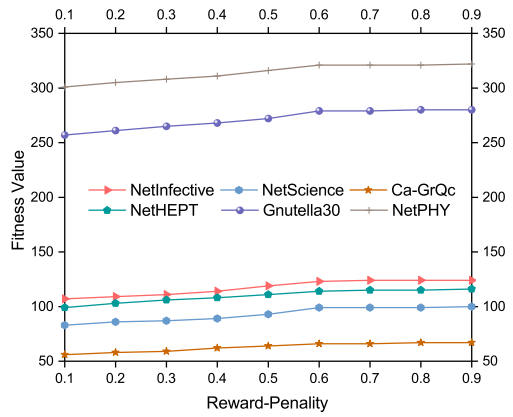 0.1 0.2 0.3 0.4 0.5 0.6 0.7 0.8 0.9
350 350
300 300
250 250
200 200
150 150
100 100
50 50
Fitness Value
NetInfective NetScience Ca-GrQc
NetHEPT Gnutella30 NetPHY
0.1 0.2 0.3 0.4 0.5 0.6 0.7 0.8 0.9
Reward-Penality